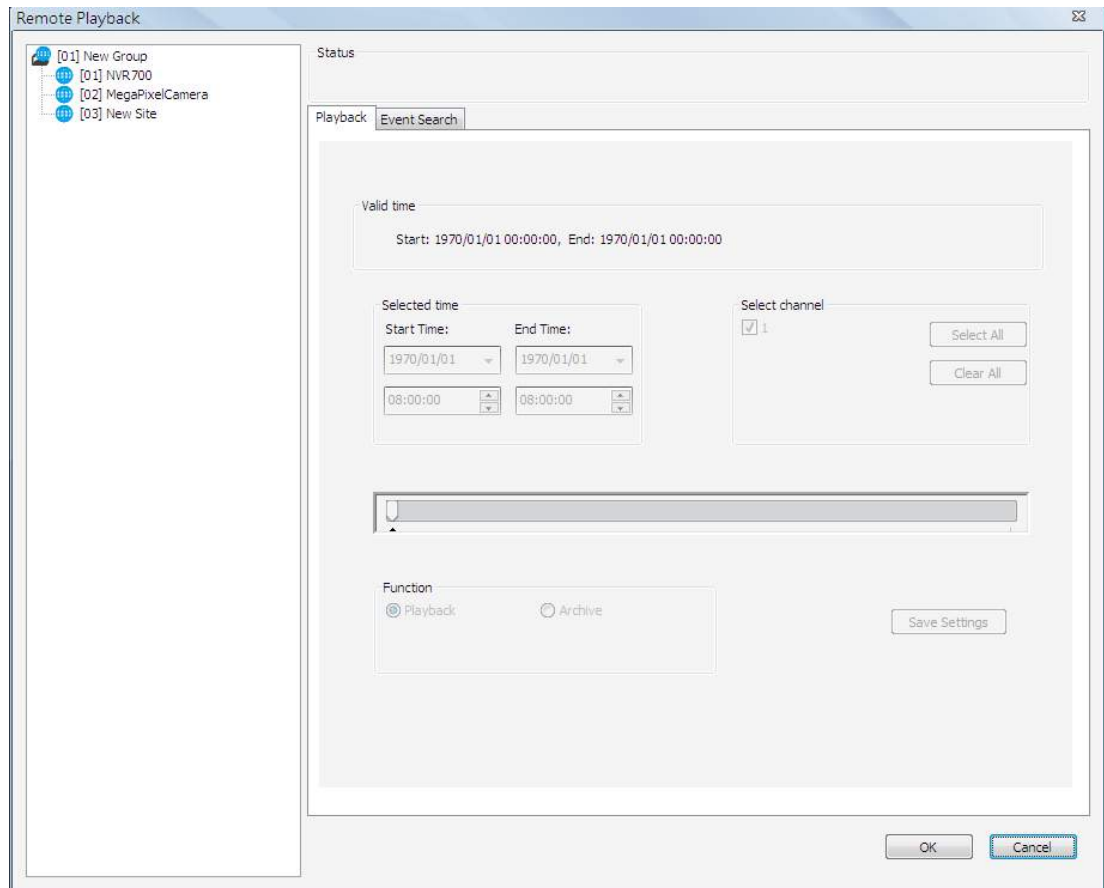 Remote Playback
[01] New Group
[01] NVR700
[02] MegaPixelCamera
[03] New Site
Status
Playback
Event Search
Valid time
Start: 1970/01/01 00:00:00, End: 1970/01/01 00:00:00
Selected time
Start Time:
End Time:
1970/01/01
1970/01/01
08:00:00
08:00:00
Select channel
1
Select All
Clear All
Function
Playback
Archive
Save Settings
OK
Cancel